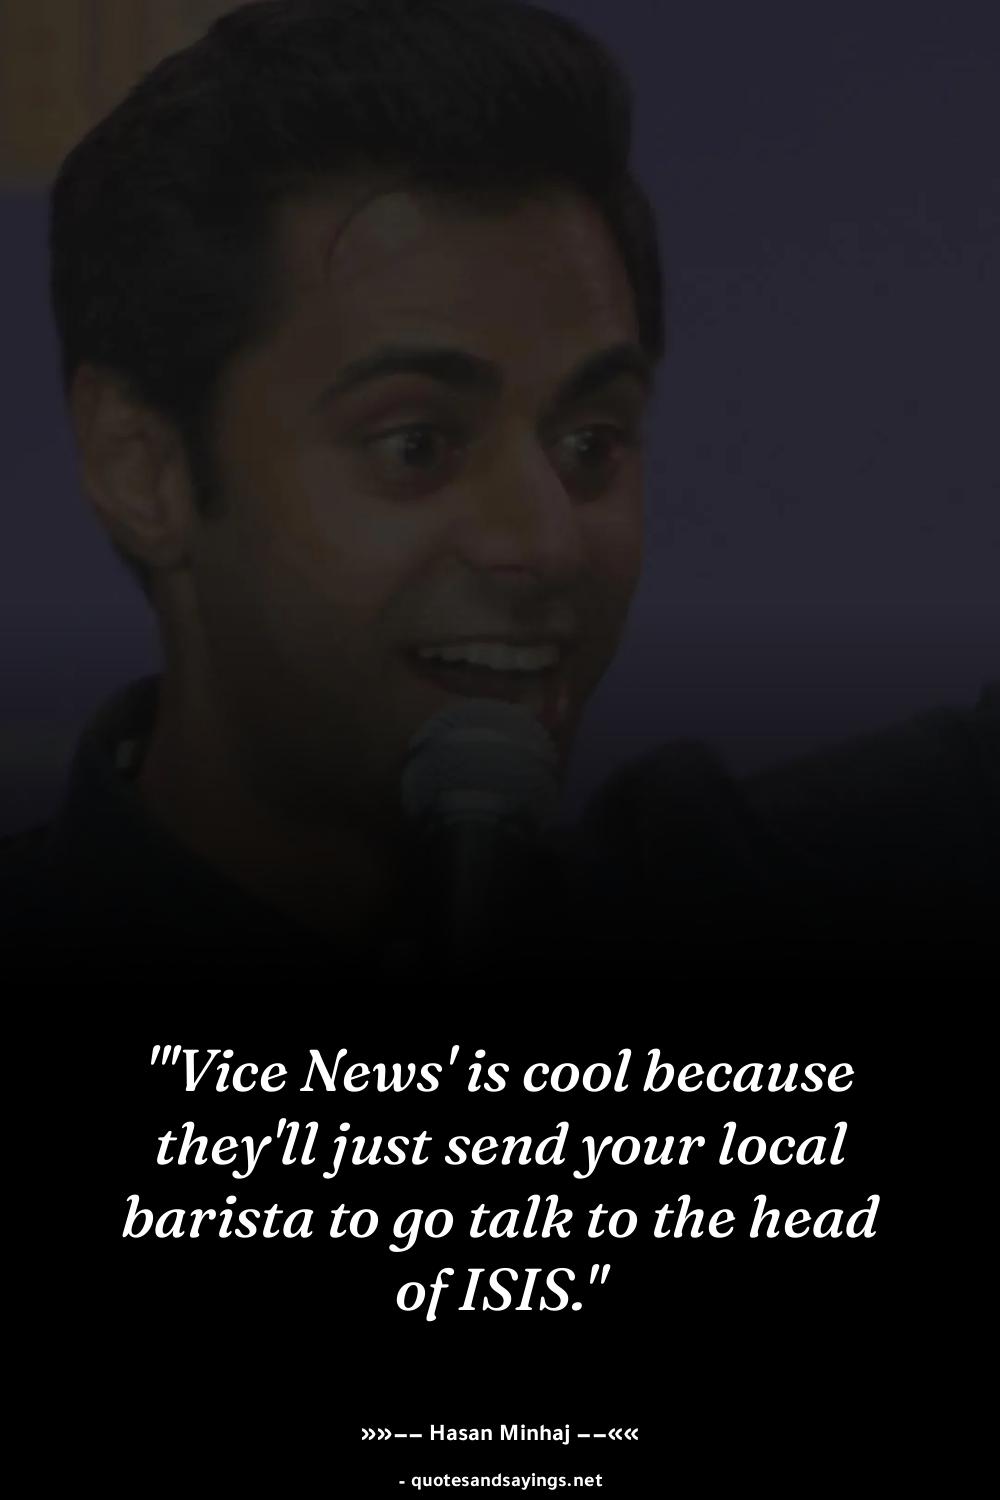 "'Vice News' is cool because
they'll just send your local
barista to go talk to the head
of ISIS."
»»–– Hasan Minhaj ––««
- quotesandsayings.net